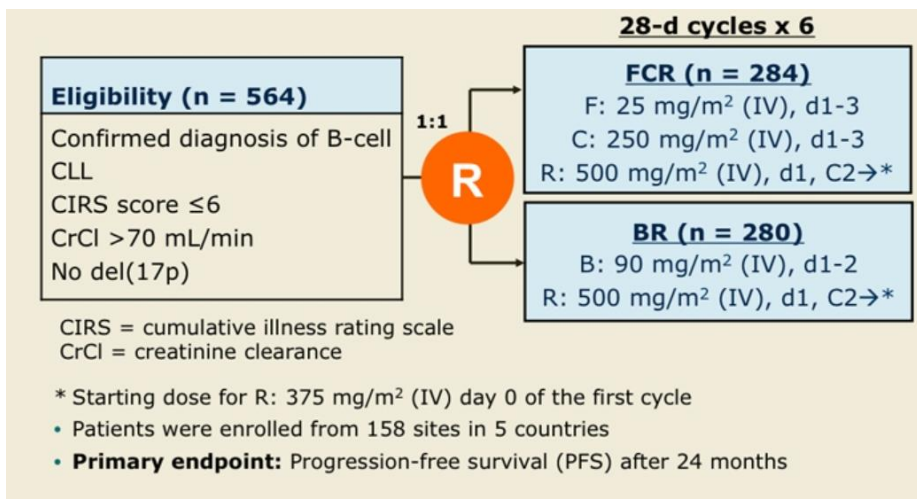 28-d cycles x 6
Eligibility (n = 564)
Confirmed diagnosis of B-cell
CLL
CIRS score ≤6
CrCl >70 mL/min
No del(17p)
1:1
R
FCR (n = 284)
F: 25 mg/m² (IV), d1-3
C: 250 mg/m² (IV), d1-3
R: 500 mg/m² (IV), d1, C2→*
BR (n = 280)
B: 90 mg/m² (IV), d1-2
R: 500 mg/m² (IV), d1, C2→*
CIRS = cumulative illness rating scale
CrCl = creatinine clearance
* Starting dose for R: 375 mg/m² (IV) day 0 of the first cycle
• Patients were enrolled from 158 sites in 5 countries
• Primary endpoint: Progression-free survival (PFS) after 24 months